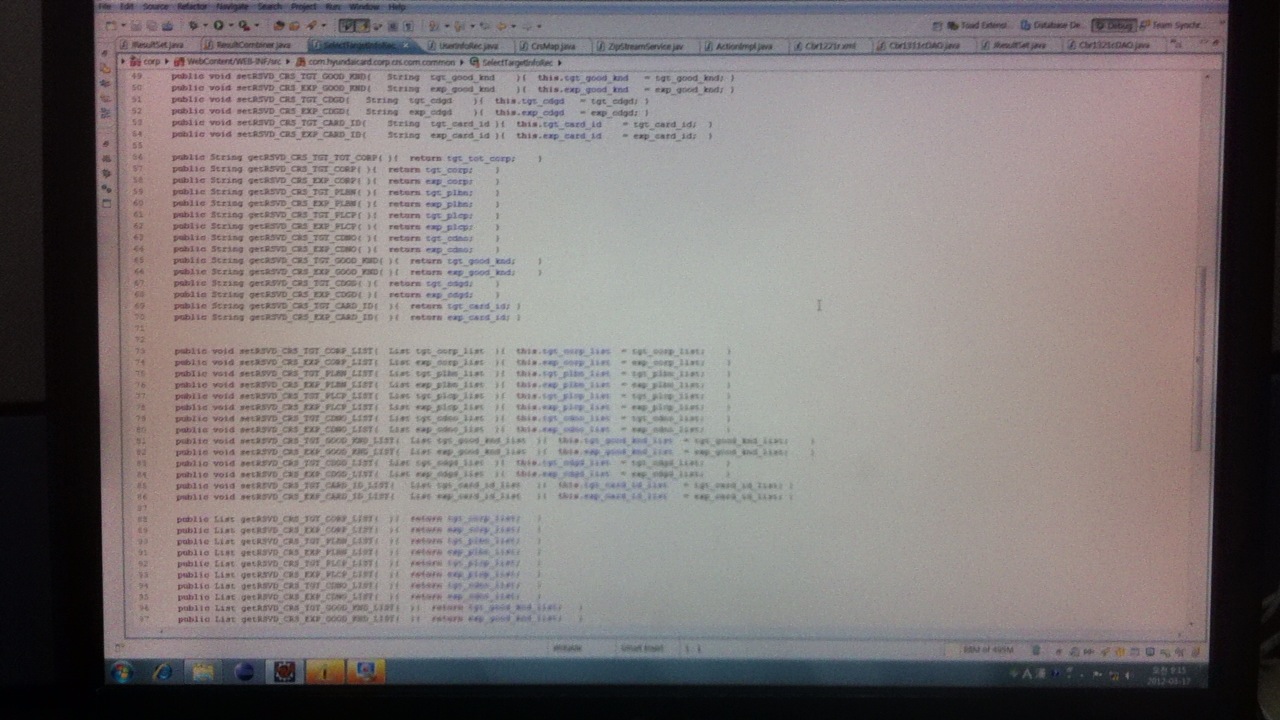 File Edit Source Refactor Navigate Search Project Run Window Help
Toad Extensi.. Database De.. Debug Team Synchr..
IResultSet.java ResultCombiner.java SelectTargetInfoRec. UserInfoRec.java CrsMap.java ZipStreamService.jav ActionImpl.java Cbr1221r.xml Cbr1311cDAO.java IResultSet.java Cbr1325cDAO.java
corp WebContent/WEB-INF/src com.hyundaicard.corp.crs.com.common SelectTargetInfoRec
49 public void setRSVD_CRS_TGT_GOOD_KND( String tgt_good_knd ){ this.tgt_good_knd = tgt_good_knd; }
50 public void setRSVD_CRS_EXP_GOOD_KND( String exp_good_knd ){ this.exp_good_knd = exp_good_knd; }
51 public void setRSVD_CRS_TGT_CDGD( String tgt_cdgd ){ this.tgt_cdgd = tgt_cdgd; }
52 public void setRSVD_CRS_EXP_CDGD( String exp_cdgd ){ this.exp_cdgd = exp_cdgd; }
53 public void setRSVD_CRS_TGT_CARD_ID( String tgt_card_id ){ this.tgt_card_id = tgt_card_id; }
54 public void setRSVD_CRS_EXP_CARD_ID( String exp_card_id ){ this.exp_card_id = exp_card_id; }
55
56 public String getRSVD_CRS_TGT_TOT_CORP( ){ return tgt_tot_corp; }
57 public String getRSVD_CRS_TGT_CORP( ){ return tgt_corp; }
58 public String getRSVD_CRS_EXP_CORP( ){ return exp_corp; }
59 public String getRSVD_CRS_TGT_PLBN( ){ return tgt_plbn; }
60 public String getRSVD_CRS_EXP_PLBN( ){ return exp_plbn; }
61 public String getRSVD_CRS_TGT_PLCP( ){ return tgt_plcp; }
62 public String getRSVD_CRS_EXP_PLCP( ){ return exp_plcp; }
63 public String getRSVD_CRS_TGT_CDNO( ){ return tgt_cdno; }
64 public String getRSVD_CRS_EXP_CDNO( ){ return exp_cdno; }
65 public String getRSVD_CRS_TGT_GOOD_KND( ){ return tgt_good_knd; }
66 public String getRSVD_CRS_EXP_GOOD_KND( ){ return exp_good_knd; }
67 public String getRSVD_CRS_TGT_CDGD( ){ return tgt_cdgd; }
68 public String getRSVD_CRS_EXP_CDGD( ){ return exp_cdgd; }
69 public String getRSVD_CRS_TGT_CARD_ID( ){ return tgt_card_id; }
70 public String getRSVD_CRS_EXP_CARD_ID( ){ return exp_card_id; }
71
72
73 public void setRSVD_CRS_TGT_CORP_LIST( List tgt_corp_list ){ this.tgt_corp_list = tgt_corp_list; }
74 public void setRSVD_CRS_EXP_CORP_LIST( List exp_corp_list ){ this.exp_corp_list = exp_corp_list; }
75 public void setRSVD_CRS_TGT_PLBN_LIST( List tgt_plbn_list ){ this.tgt_plbn_list = tgt_plbn_list; }
76 public void setRSVD_CRS_EXP_PLBN_LIST( List exp_plbn_list ){ this.exp_plbn_list = exp_plbn_list; }
77 public void setRSVD_CRS_TGT_PLCP_LIST( List tgt_plcp_list ){ this.tgt_plcp_list = tgt_plcp_list; }
78 public void setRSVD_CRS_EXP_PLCP_LIST( List exp_plcp_list ){ this.exp_plcp_list = exp_plcp_list; }
79 public void setRSVD_CRS_TGT_CDNO_LIST( List tgt_cdno_list ){ this.tgt_cdno_list = tgt_cdno_list; }
80 public void setRSVD_CRS_EXP_CDNO_LIST( List exp_cdno_list ){ this.exp_cdno_list = exp_cdno_list; }
81 public void setRSVD_CRS_TGT_GOOD_KND_LIST( List tgt_good_knd_list ){ this.tgt_good_knd_list = tgt_good_knd_list; }
82 public void setRSVD_CRS_EXP_GOOD_KND_LIST( List exp_good_knd_list ){ this.exp_good_knd_list = exp_good_knd_list; }
83 public void setRSVD_CRS_TGT_CDGD_LIST( List tgt_cdgd_list ){ this.tgt_cdgd_list = tgt_cdgd_list; }
84 public void setRSVD_CRS_EXP_CDGD_LIST( List exp_cdgd_list ){ this.exp_cdgd_list = exp_cdgd_list; }
85 public void setRSVD_CRS_TGT_CARD_ID_LIST( List tgt_card_id_list ){ this.tgt_card_id_list = tgt_card_id_list; }
86 public void setRSVD_CRS_EXP_CARD_ID_LIST( List exp_card_id_list ){ this.exp_card_id_list = exp_card_id_list; }
87
88 public List getRSVD_CRS_TGT_CORP_LIST( ){ return tgt_corp_list; }
89 public List getRSVD_CRS_EXP_CORP_LIST( ){ return exp_corp_list; }
90 public List getRSVD_CRS_TGT_PLBN_LIST( ){ return tgt_plbn_list; }
91 public List getRSVD_CRS_EXP_PLBN_LIST( ){ return exp_plbn_list; }
92 public List getRSVD_CRS_TGT_PLCP_LIST( ){ return tgt_plcp_list; }
93 public List getRSVD_CRS_EXP_PLCP_LIST( ){ return exp_plcp_list; }
94 public List getRSVD_CRS_TGT_CDNO_LIST( ){ return tgt_cdno_list; }
95 public List getRSVD_CRS_EXP_CDNO_LIST( ){ return exp_cdno_list; }
96 public List getRSVD_CRS_TGT_GOOD_KND_LIST( ){ return tgt_good_knd_list; }
97 public List getRSVD_CRS_EXP_GOOD_KND_LIST( ){ return exp_good_knd_list; }
Writable Smart Insert 1 : 1
A 漢 오전 9:15